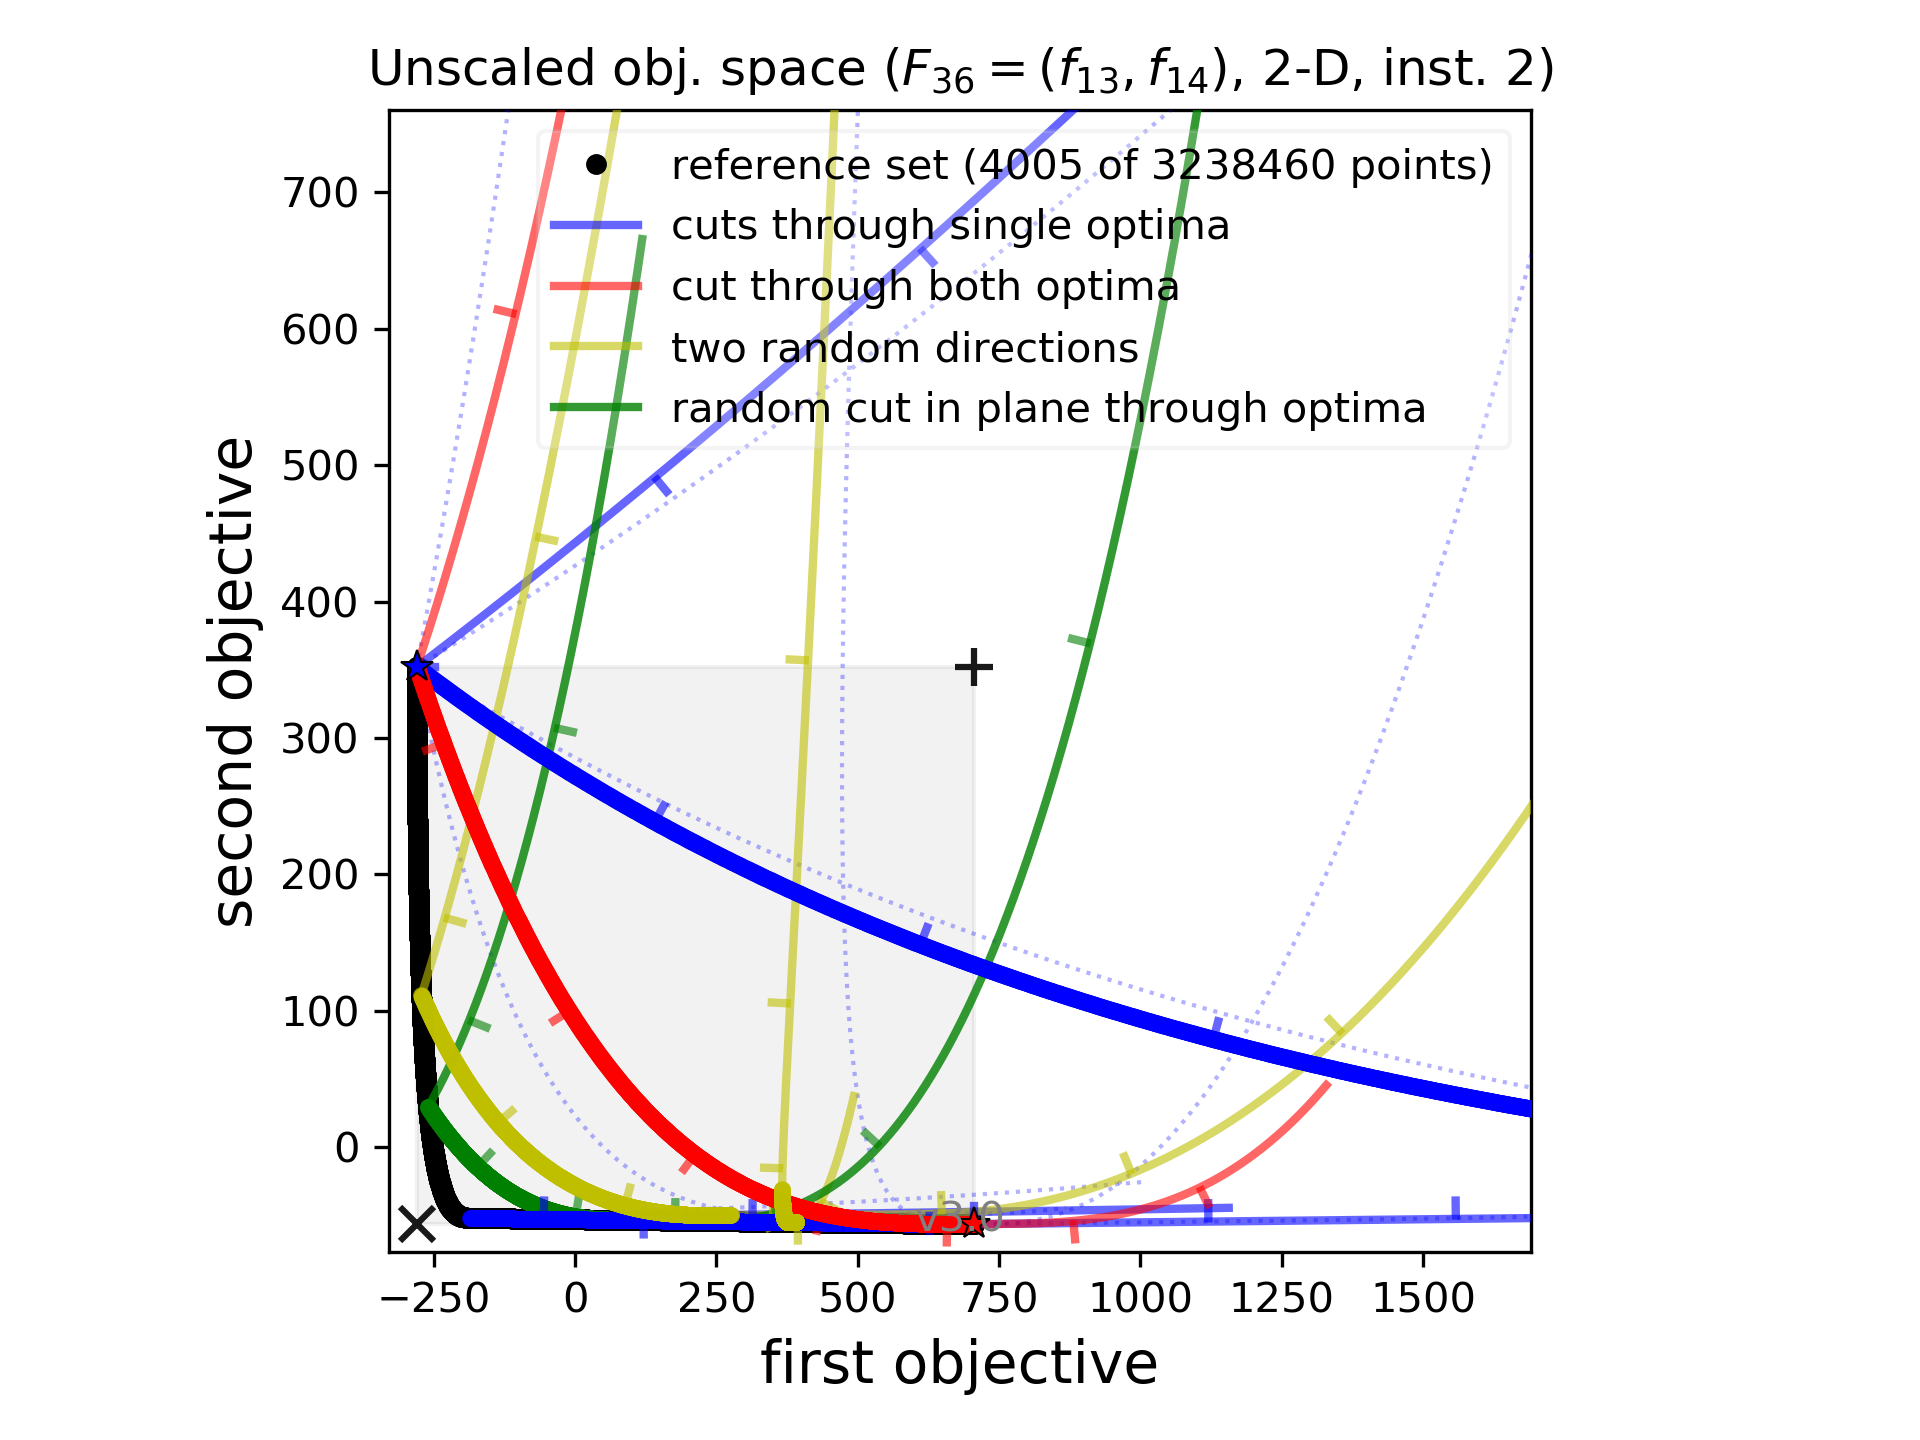 Unscaled obj. space (F₃₆ = (f₁₃, f₁₄), 2-D, inst. 2)
reference set (4005 of 3238460 points)
cuts through single optima
cut through both optima
two random directions
random cut in plane through optima
second objective
700
600
500
400
300
200
100
0
v3.0
−250 0 250 500 750 1000 1250 1500
first objective